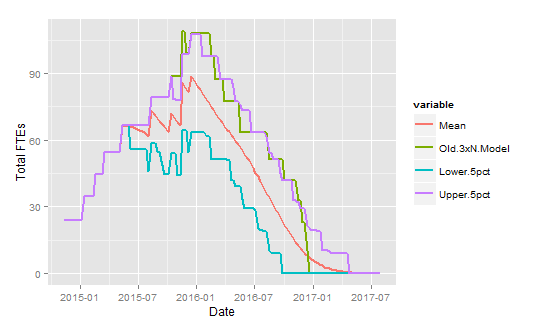 Total FTEs
90
60
30
0
2015-01 2015-07 2016-01 2016-07 2017-01 2017-07
Date
variable
Mean
Old.3xN.Model
Lower.5pct
Upper.5pct